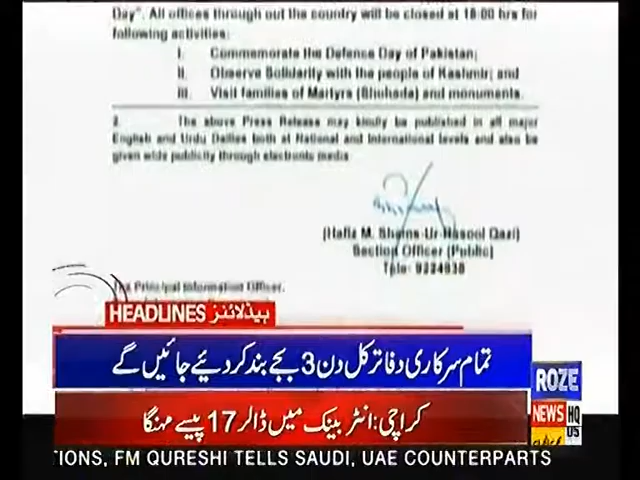 Day". All offices through out the country will be closed at 15:00 hrs for
following activities:
I. Commemorate the Defence Day of Pakistan;
II. Observe Solidarity with the people of Kashmir; and
III. Visit families of Martyrs (Shuhada) and monuments.
2. The above Press Release may kindly be published in all major
English and Urdu Dailies both at National and International levels and also be
given wide publicity through electronic media
(Hafiz M. Shams-Ur-Rasool Qazi)
Section Officer (Public)
The Principal Information Officer,
HEADLINES ہیڈلائنز
تمام سرکاری دفاتر کل دن 3 بجے بند کر دئیے جائیں گے
ROZE
NEWS HQ
کراچی: انٹر بینک میں ڈالر 17 پیسے مہنگا
TIONS, FM QURESHI TELLS SAUDI, UAE COUNTERPARTS